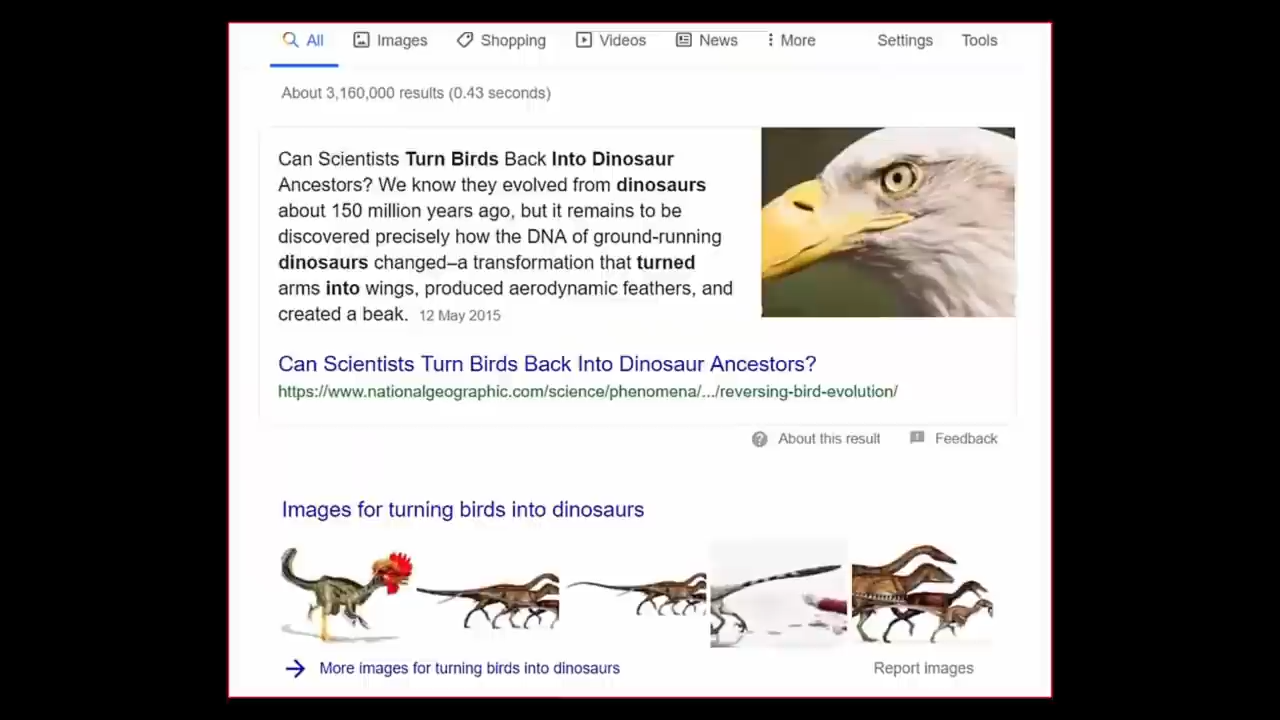 All Images Shopping Videos News More Settings Tools
About 3,160,000 results (0.43 seconds)
Can Scientists Turn Birds Back Into Dinosaur
Ancestors? We know they evolved from dinosaurs
about 150 million years ago, but it remains to be
discovered precisely how the DNA of ground-running
dinosaurs changed–a transformation that turned
arms into wings, produced aerodynamic feathers, and
created a beak. 12 May 2015
Can Scientists Turn Birds Back Into Dinosaur Ancestors?
https://www.nationalgeographic.com/science/phenomena/.../reversing-bird-evolution/
About this result Feedback
Images for turning birds into dinosaurs
More images for turning birds into dinosaurs Report images